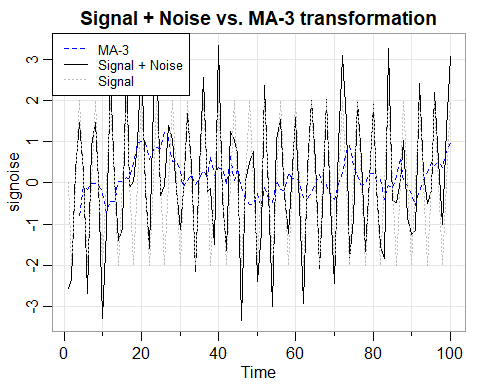 Signal + Noise vs. MA-3 transformation
MA-3
Signal + Noise
Signal
signoise
3
2
1
0
-1
-2
-3
0
20
40
60
80
100
Time